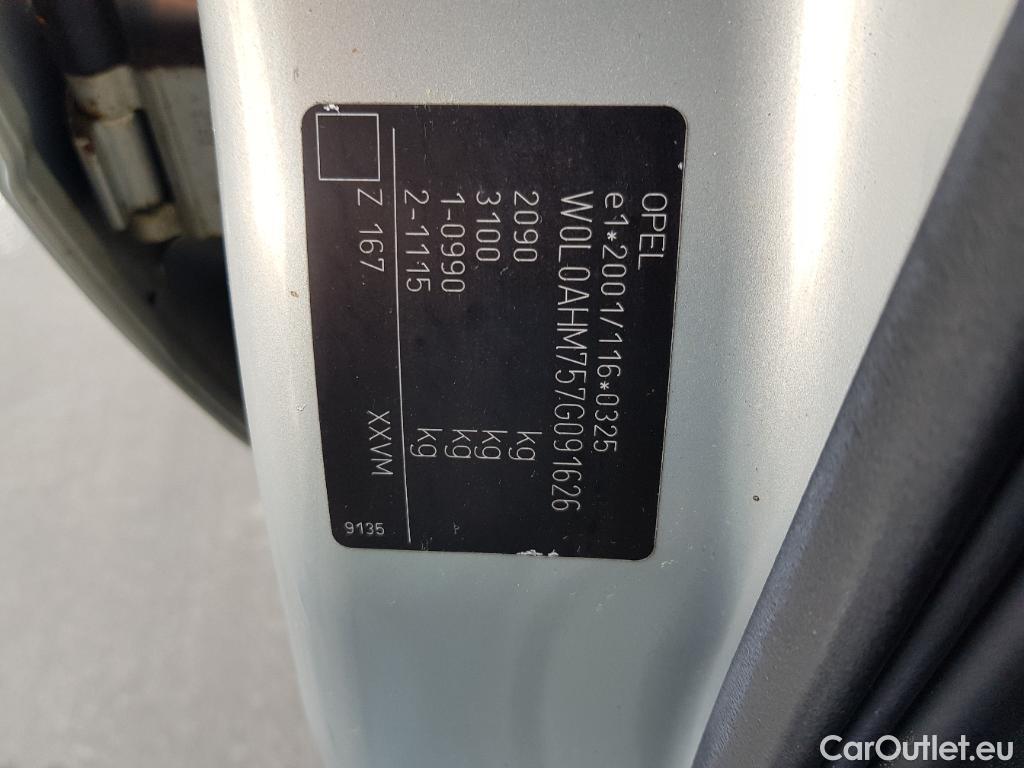 OPEL
e1*2001/116*0325
W0L0AHM757G091626
2090 kg
3100 kg
1-0990 kg
2-1115 kg
Z 167 XXVM
9135
CarOutlet.eu